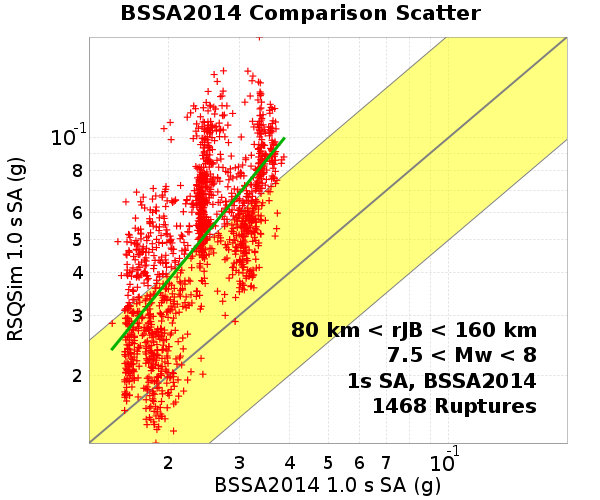 BSSA2014 Comparison Scatter
RSQSim 1.0 s SA (g)
10-1
8
6
5
4
3
2
80 km < rJB < 160 km
7.5 < Mw < 8
1s SA, BSSA2014
1468 Ruptures
2 3 4 5 6 7 10-1
BSSA2014 1.0 s SA (g)